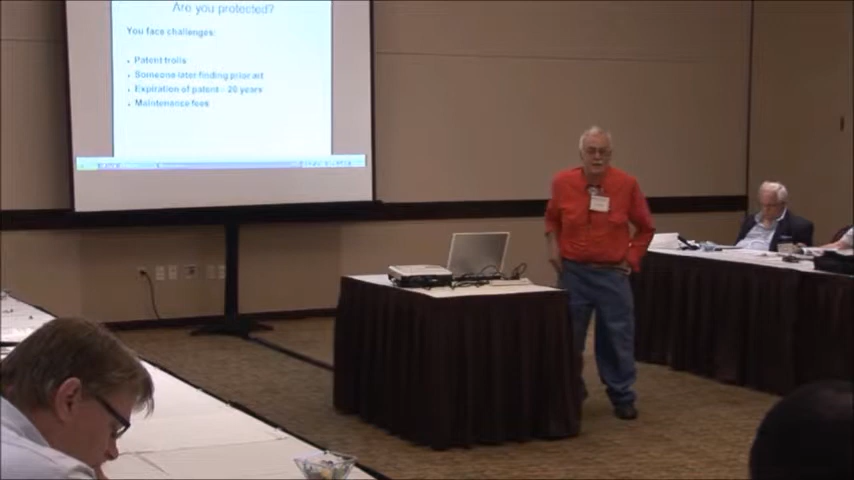 Are you protected?
You face challenges:
Patent trolls
Someone later finding prior art
Expiration of patent - 20 years
Maintenance fees